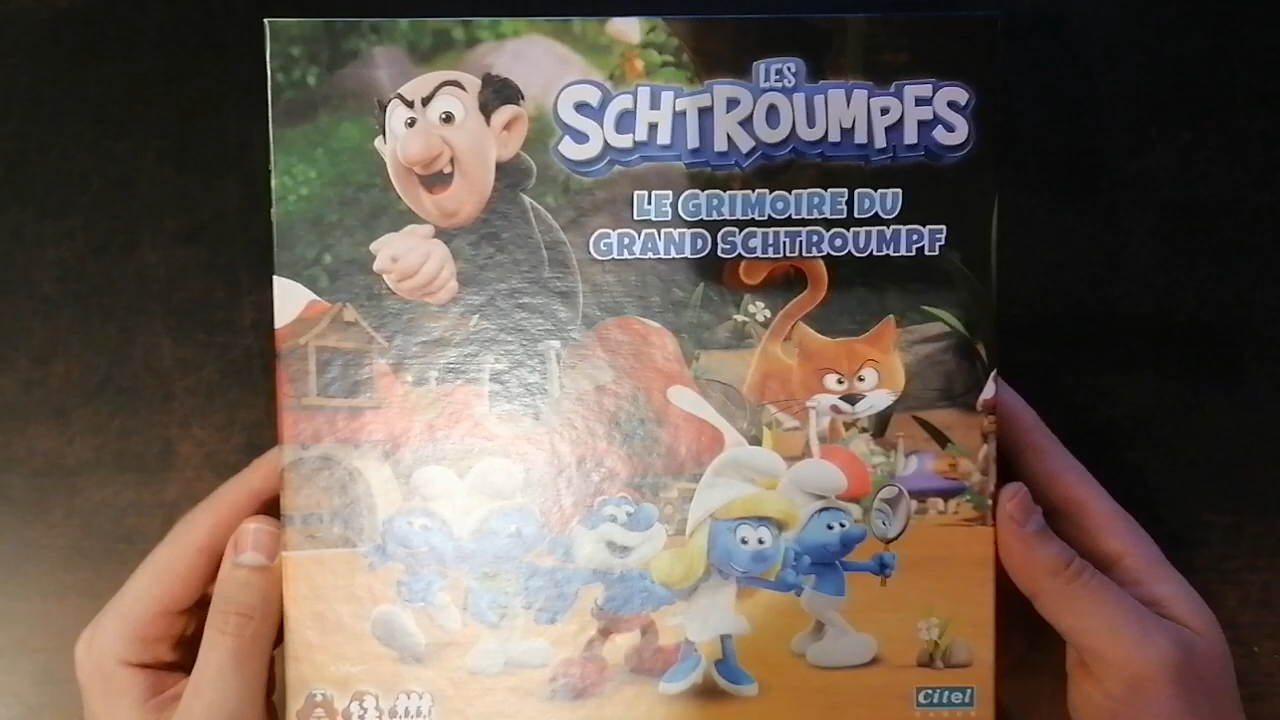 LES
SCHTROUMPFS
LE GRIMOIRE DU
GRAND SCHTROUMPF
Citel